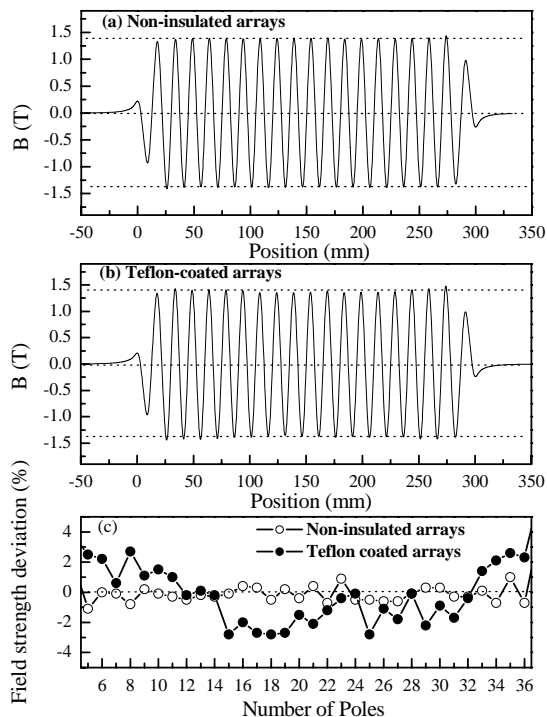 (a) Non-insulated arrays
1.5
1.0
0.5
0.0
-0.5
-1.0
-1.5
B (T)
-50 0 50 100 150 200 250 300 350
Position (mm)
(b) Teflon-coated arrays
1.5
1.0
0.5
0.0
-0.5
-1.0
-1.5
B (T)
-50 0 50 100 150 200 250 300 350
Position (mm)
(c)
Non-insulated arrays
Teflon coated arrays
4
2
0
-2
-4
Field strength deviation (%)
6 8 10 12 14 16 18 20 22 24 26 28 30 32 34 36
Number of Poles